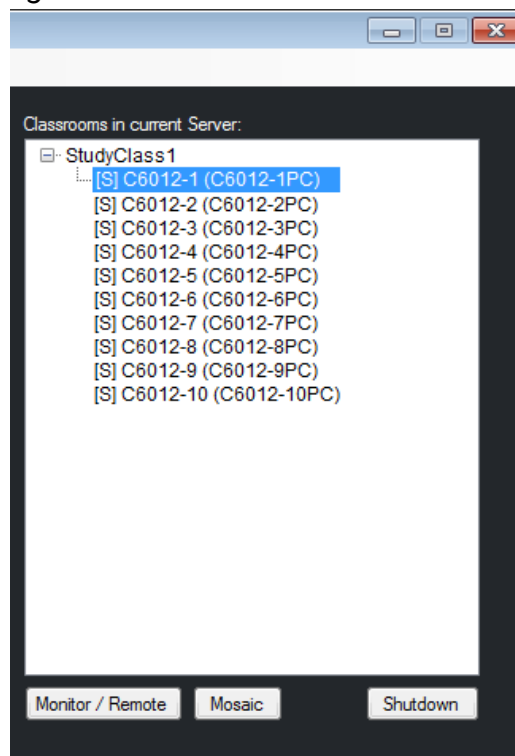 Classrooms in current Server:
StudyClass1
[S] C6012-1 (C6012-1PC)
[S] C6012-2 (C6012-2PC)
[S] C6012-3 (C6012-3PC)
[S] C6012-4 (C6012-4PC)
[S] C6012-5 (C6012-5PC)
[S] C6012-6 (C6012-6PC)
[S] C6012-7 (C6012-7PC)
[S] C6012-8 (C6012-8PC)
[S] C6012-9 (C6012-9PC)
[S] C6012-10 (C6012-10PC)
Monitor / Remote Mosaic Shutdown